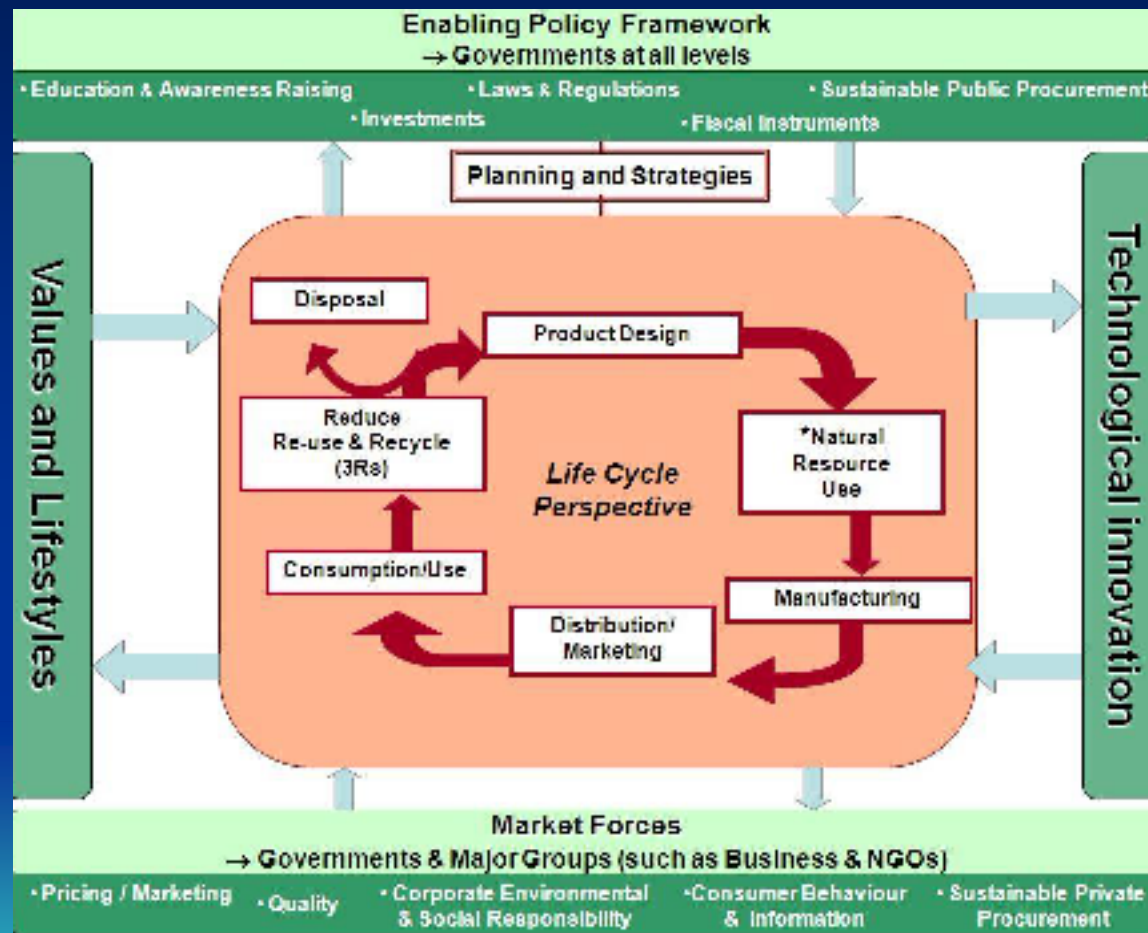 Enabling Policy Framework
→ Governments at all levels
• Education & Awareness Raising • Laws & Regulations • Sustainable Public Procurement
• Investments • Fiscal Instruments
Planning and Strategies
Values and Lifestyles
Technological innovation
Disposal
Product Design
Reduce
Re-use & Recycle
(3Rs)
*Natural
Resource
Use
Life Cycle
Perspective
Consumption/Use
Manufacturing
Distribution/
Marketing
Market Forces
→ Governments & Major Groups (such as Business & NGOs)
• Pricing / Marketing • Quality • Corporate Environmental • Consumer Behaviour • Sustainable Private
& Social Responsibility & Information Procurement